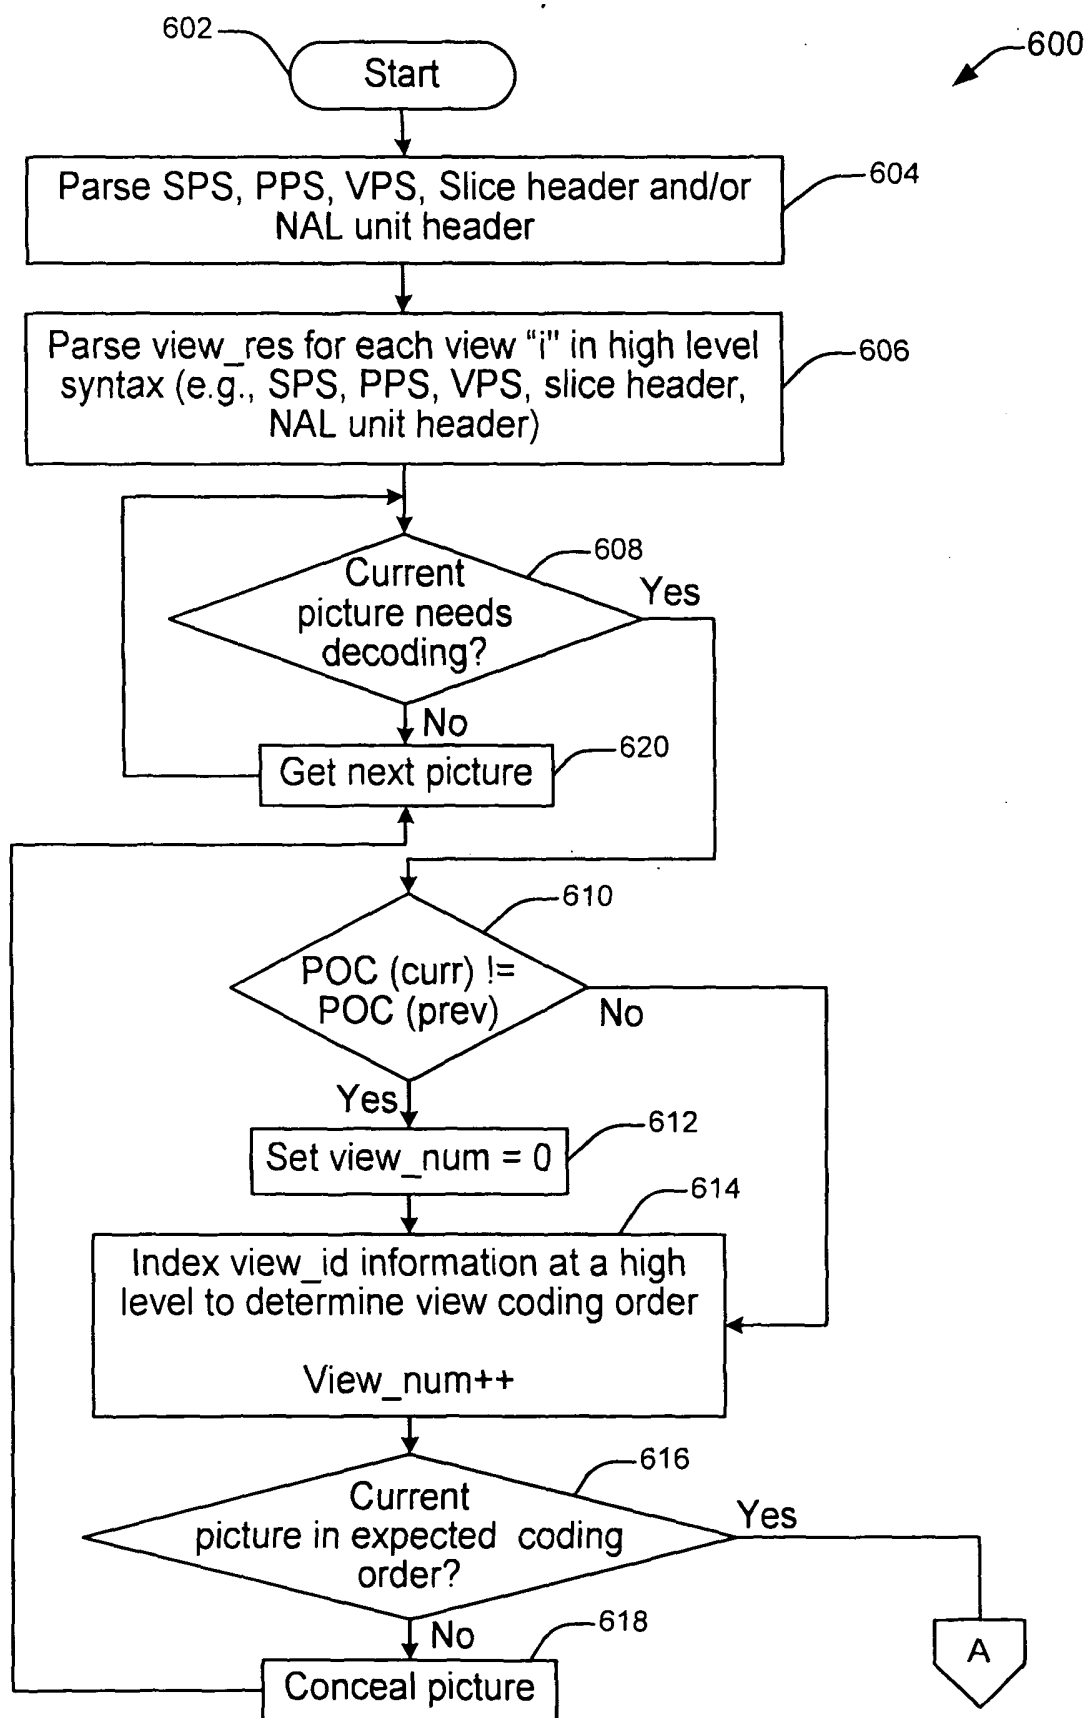 602
600
Start
604
Parse SPS, PPS, VPS, Slice header and/or
NAL unit header
606
Parse view_res for each view “i" in high level
syntax (e.g., SPS, PPS, VPS, slice header,
NAL unit header)
608
Current
picture needs
decoding?
Yes
No
620
Get next picture
610
POC (curr) !=
POC (prev)
No
Yes
612
Set view_num = 0
614
Index view_id information at a high
level to determine view coding order
View_num++
616
Current
picture in expected coding
order?
Yes
No
618
Conceal picture
A